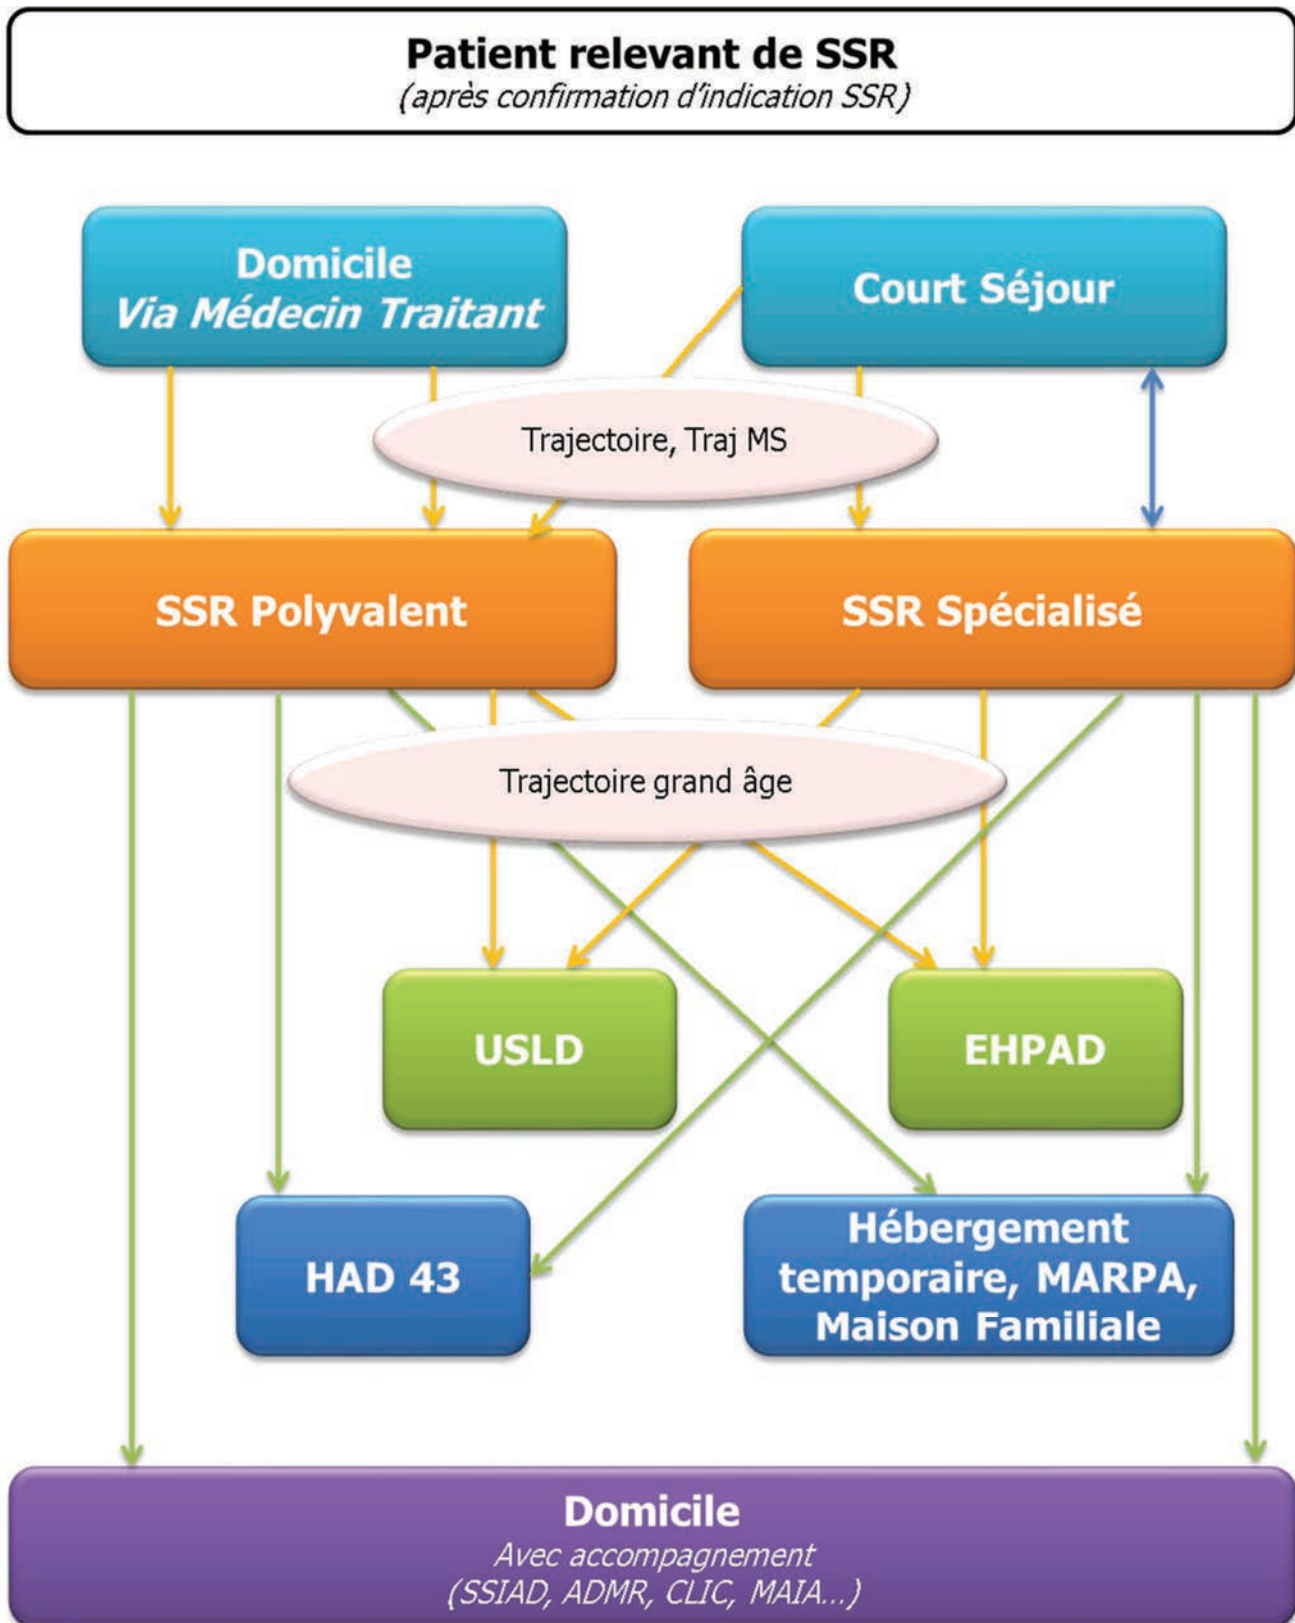 Patient relevant de SSR
(après confirmation d'indication SSR)
Domicile
Via Médecin Traitant
Court Séjour
Trajectoire, Traj MS
SSR Polyvalent
SSR Spécialisé
Trajectoire grand âge
USLD
EHPAD
HAD 43
Hébergement
temporaire, MARPA,
Maison Familiale
Domicile
Avec accompagnement
(SSIAD, ADMR, CLIC, MAIA...)